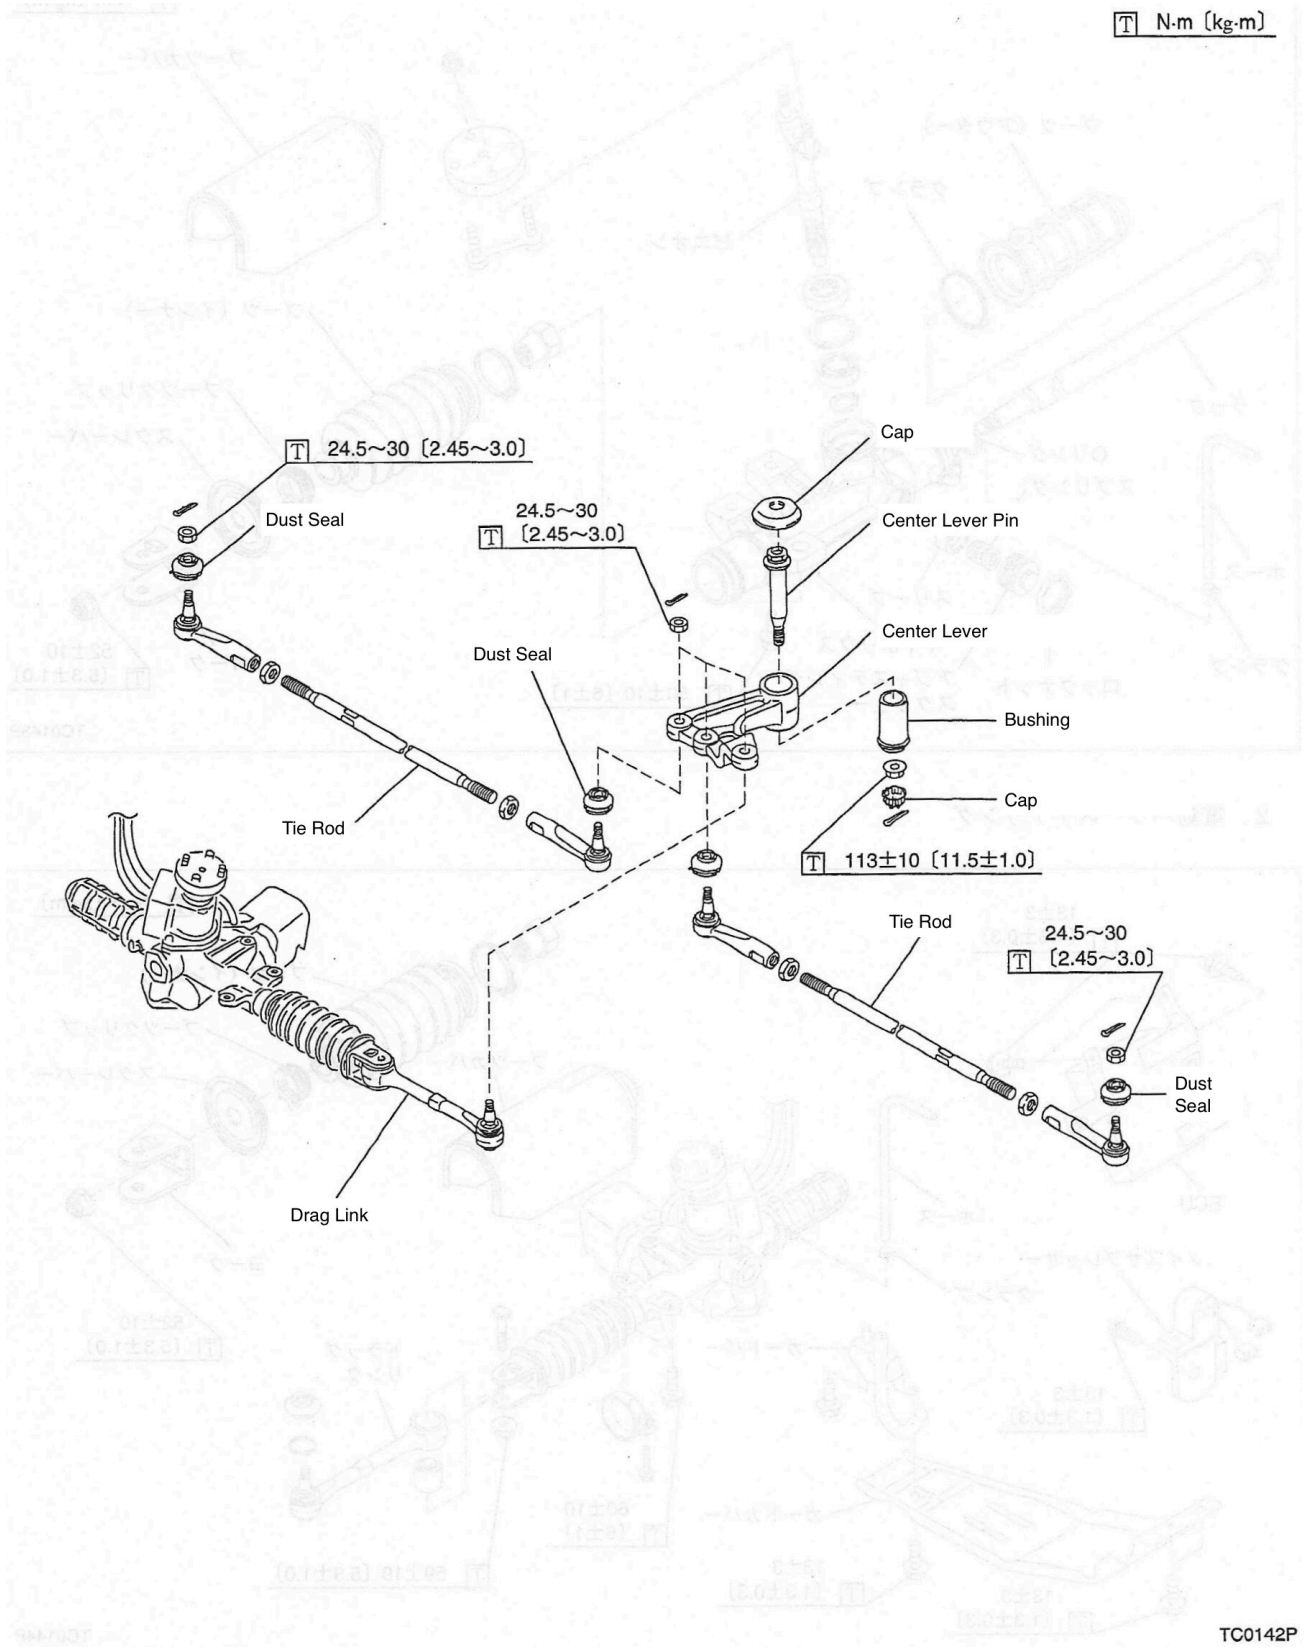 T N·m〔kg·m〕
Cap
T 24.5～30〔2.45～3.0〕
Dust Seal
24.5～30
T〔2.45～3.0〕
Center Lever Pin
Center Lever
Dust Seal
Bushing
Cap
Tie Rod
T 113±10〔11.5±1.0〕
Tie Rod
24.5～30
T〔2.45～3.0〕
Dust
Seal
Drag Link
TC0142P